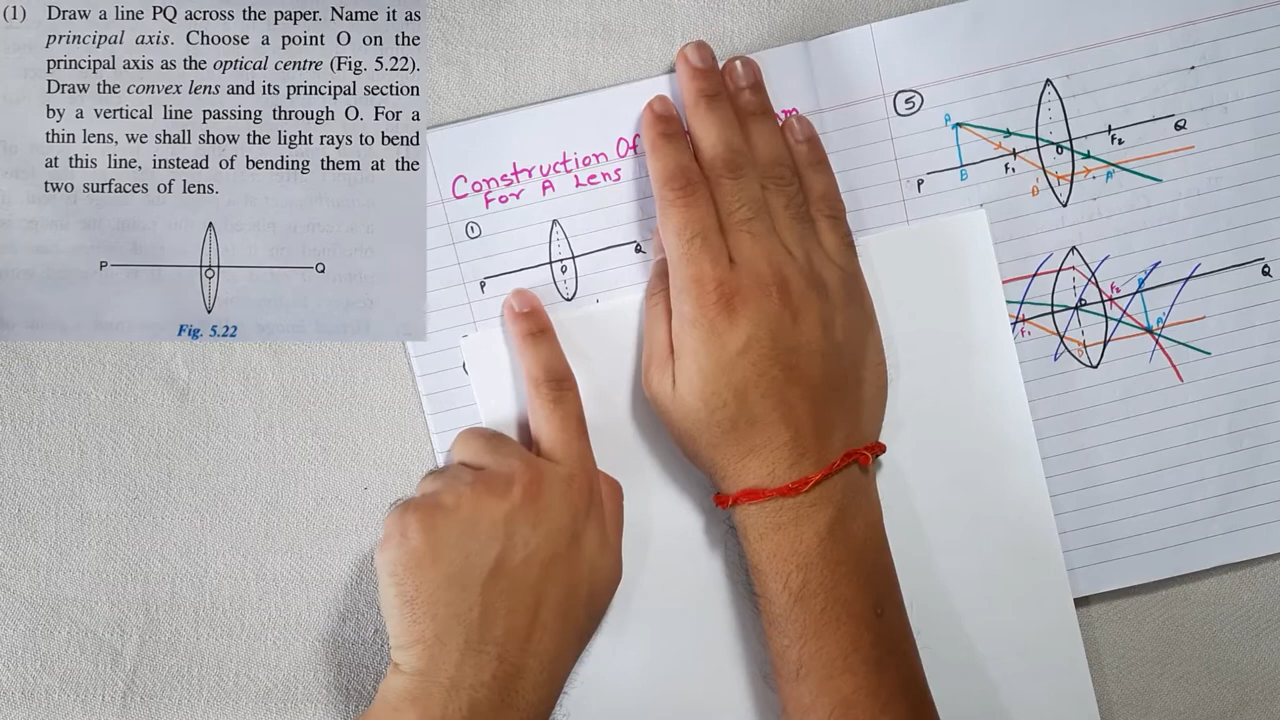 (1) Draw a line PQ across the paper. Name it as
principal axis. Choose a point O on the
principal axis as the optical centre (Fig. 5.22).
Draw the convex lens and its principal section
by a vertical line passing through O. For a
thin lens, we shall show the light rays to bend
at this line, instead of bending them at the
two surfaces of lens.
P O Q
Fig. 5.22
Construction Of
For A Lens
①
P O Q
⑤
A
P B F₁ O F₂ Q
A'
F₁ O F₂ Q
A'